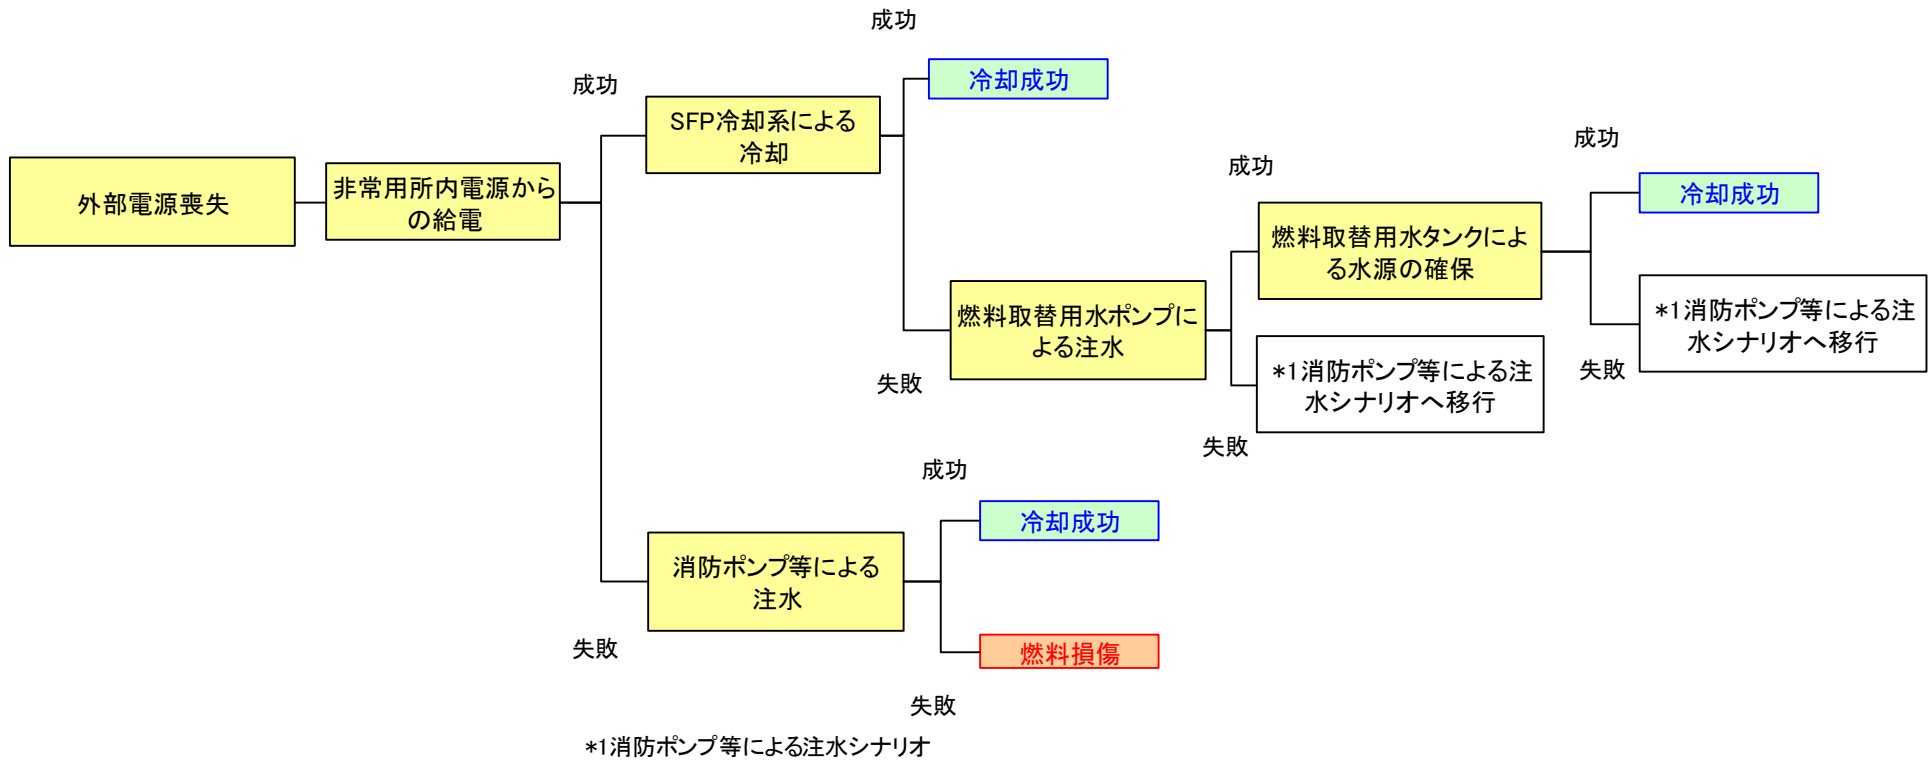 成功
成功
冷却成功
SFP冷却系による
冷却
成功
成功
外部電源喪失
非常用所内電源から
の給電
冷却成功
燃料取替用水タンクによ
る水源の確保
燃料取替用水ポンプに
よる注水
*1消防ポンプ等による注
水シナリオへ移行
失敗
*1消防ポンプ等による注
水シナリオへ移行
失敗
失敗
成功
冷却成功
消防ポンプ等による
注水
失敗
燃料損傷
失敗
*1消防ポンプ等による注水シナリオ